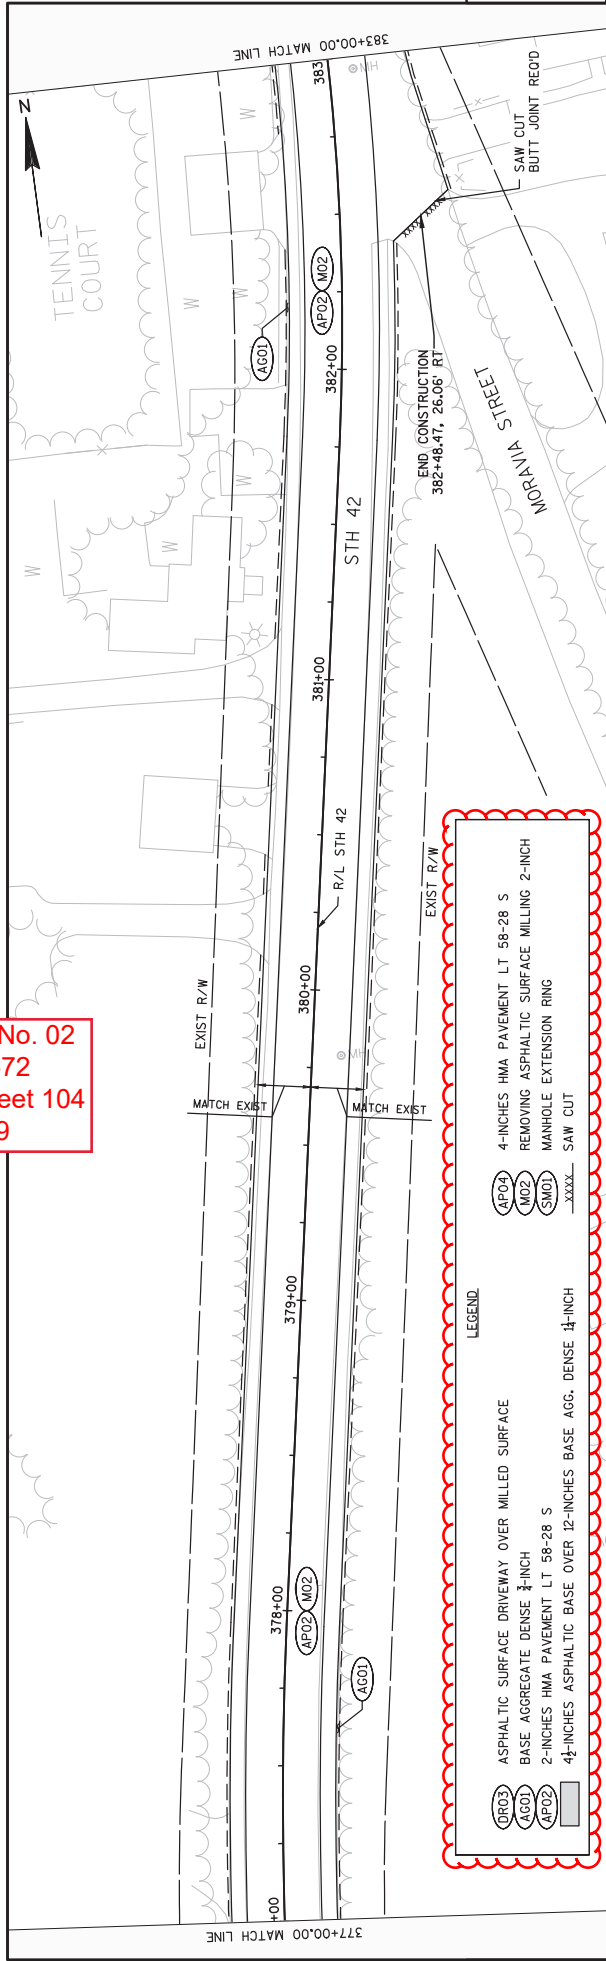 383+00.00 MATCH LINE
383
MH
N
TENNIS
COURT
W
W
W
W
W
W
SAW CUT
BUTT JOINT REQ'D
AP02
M02
AG01
382+00
END CONSTRUCTION
382+48.47, 26.06' RT
MORAVIA STREET
STH 42
381+00
R/L STH 42
EXIST R/W
EXIST R/W
380+00
MH
MATCH EXIST
MATCH EXIST
No. 02
72
eet 104
9
379+00
378+00
AP02
M02
AG01
+00
377+00.00 MATCH LINE
LEGEND
DR03 ASPHALTIC SURFACE DRIVEWAY OVER MILLED SURFACE
AG01 BASE AGGREGATE DENSE ¾-INCH
AP02 2-INCHES HMA PAVEMENT LT 58-28 S
4½-INCHES ASPHALTIC BASE OVER 12-INCHES BASE AGG. DENSE 1¼-INCH
AP04 4-INCHES HMA PAVEMENT LT 58-28 S
M02 REMOVING ASPHALTIC SURFACE MILLING 2-INCH
SM01 MANHOLE EXTENSION RING
XXXX SAW CUT